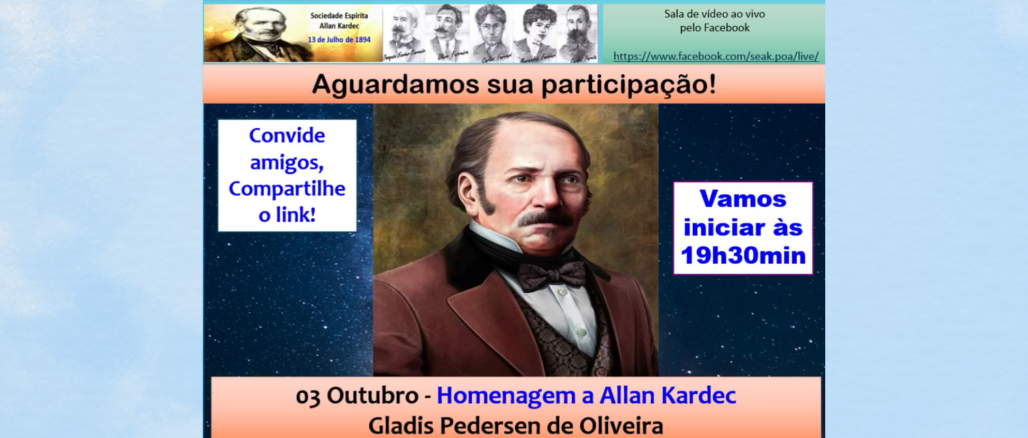 Sociedade Espírita
Allan Kardec
13 de Julho de 1894
Sala de vídeo ao vivo
pelo Facebook
https://www.facebook.com/seak.poa/live/
Aguardamos sua participação!
Convide
amigos,
Compartilhe
o link!
Vamos
iniciar às
19h30min
03 Outubro - Homenagem a Allan Kardec
Gladis Pedersen de Oliveira